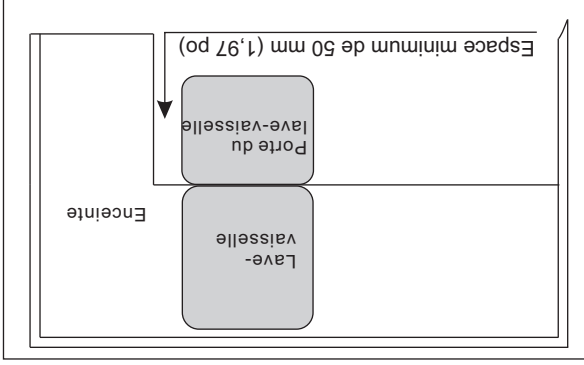 Lave-
vaisselle
Enceinte
Porte du
lave-vaisselle
Espace minimum de 50 mm (1,97 po)